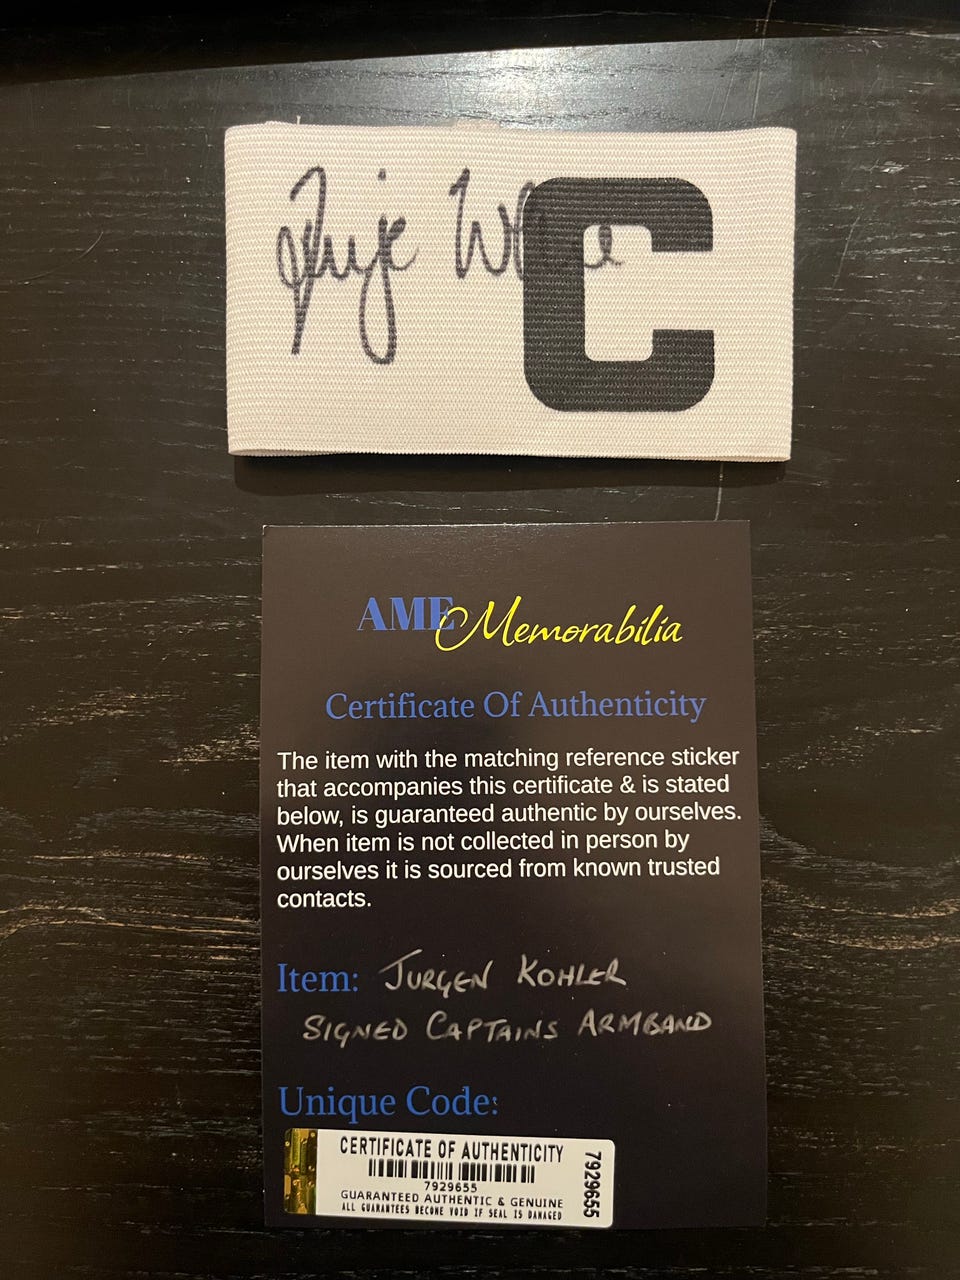 C
AME Memorabilia
Certificate Of Authenticity
The item with the matching reference sticker
that accompanies this certificate & is stated
below, is guaranteed authentic by ourselves.
When item is not collected in person by
ourselves it is sourced from known trusted
contacts.
Item: JURGEN KOHLER
SIGNED CAPTAINS ARMBAND
Unique Code:
CERTIFICATE OF AUTHENTICITY
7929655
GUARANTEED AUTHENTIC & GENUINE
ALL GUARANTEES BECOME VOID IF SEAL IS DAMAGED
7929655